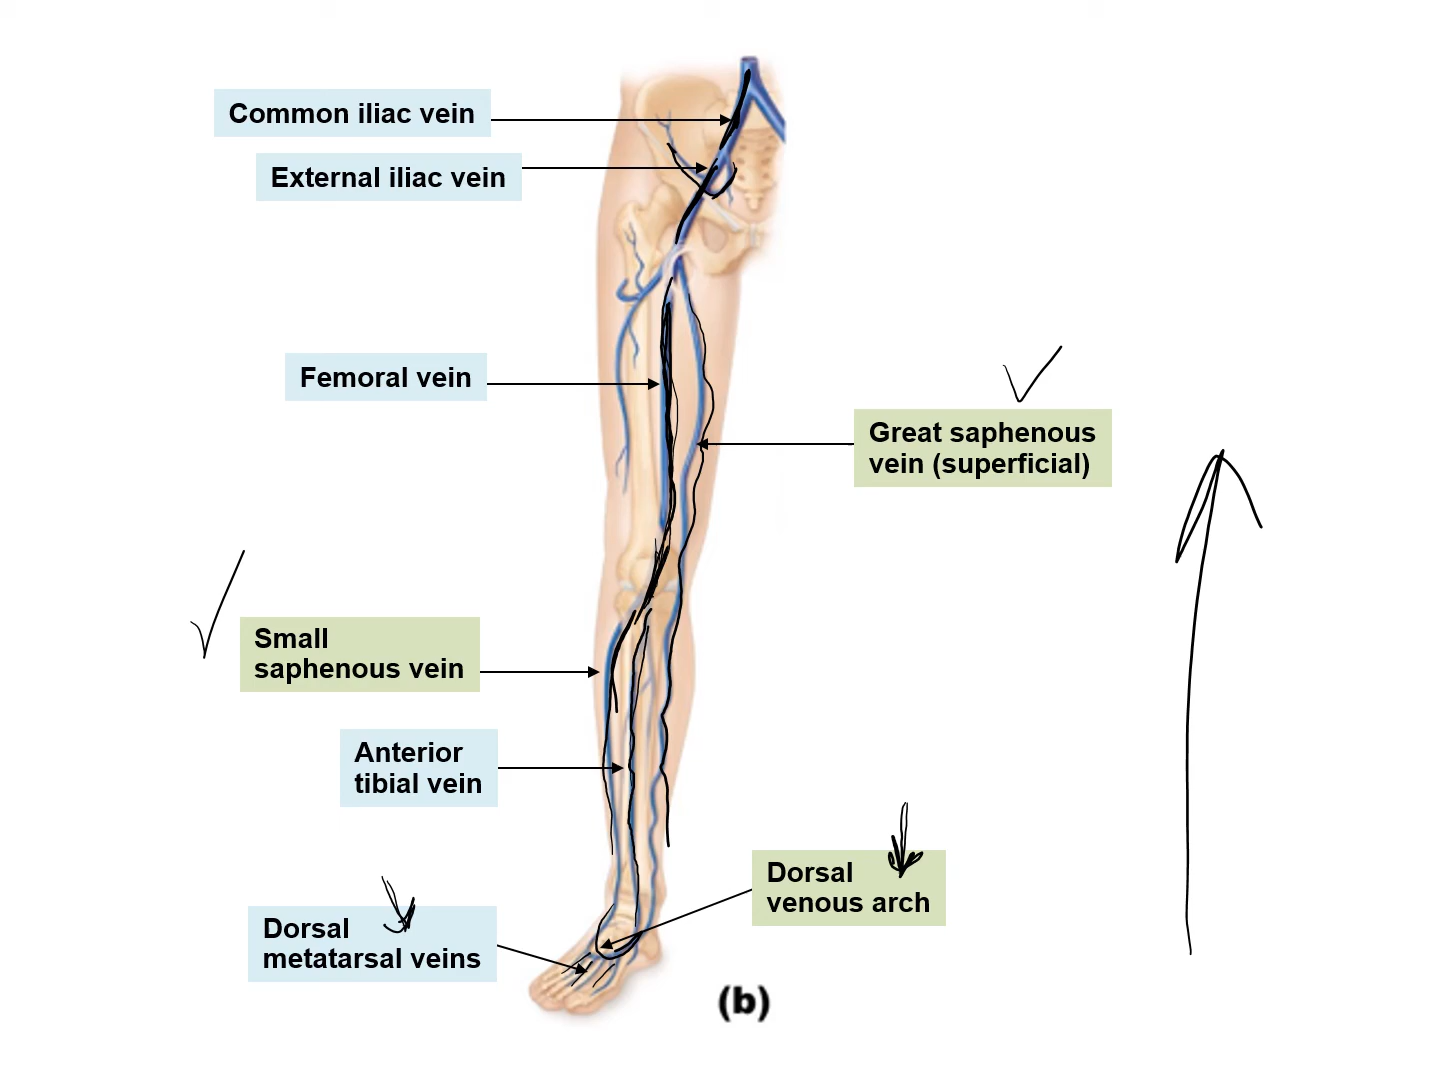 Common iliac vein
External iliac vein
Femoral vein
Great saphenous
vein (superficial)
Small
saphenous vein
Anterior
tibial vein
Dorsal
venous arch
Dorsal
metatarsal veins
(b)